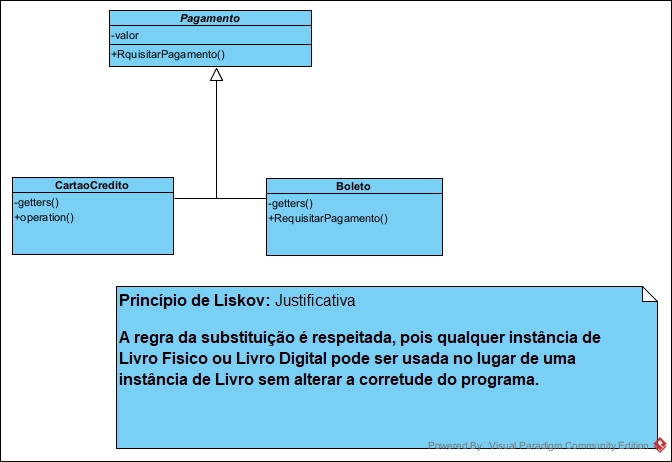 Pagamento
-valor
+RquisitarPagamento()
CartaoCredito
-getters()
+operation()
Boleto
-getters()
+RequisitarPagamento()
Princípio de Liskov: Justificativa
A regra da substituição é respeitada, pois qualquer instância de
Livro Fisico ou Livro Digital pode ser usada no lugar de uma
instância de Livro sem alterar a corretude do programa.
Powered By Visual Paradigm Community Edition